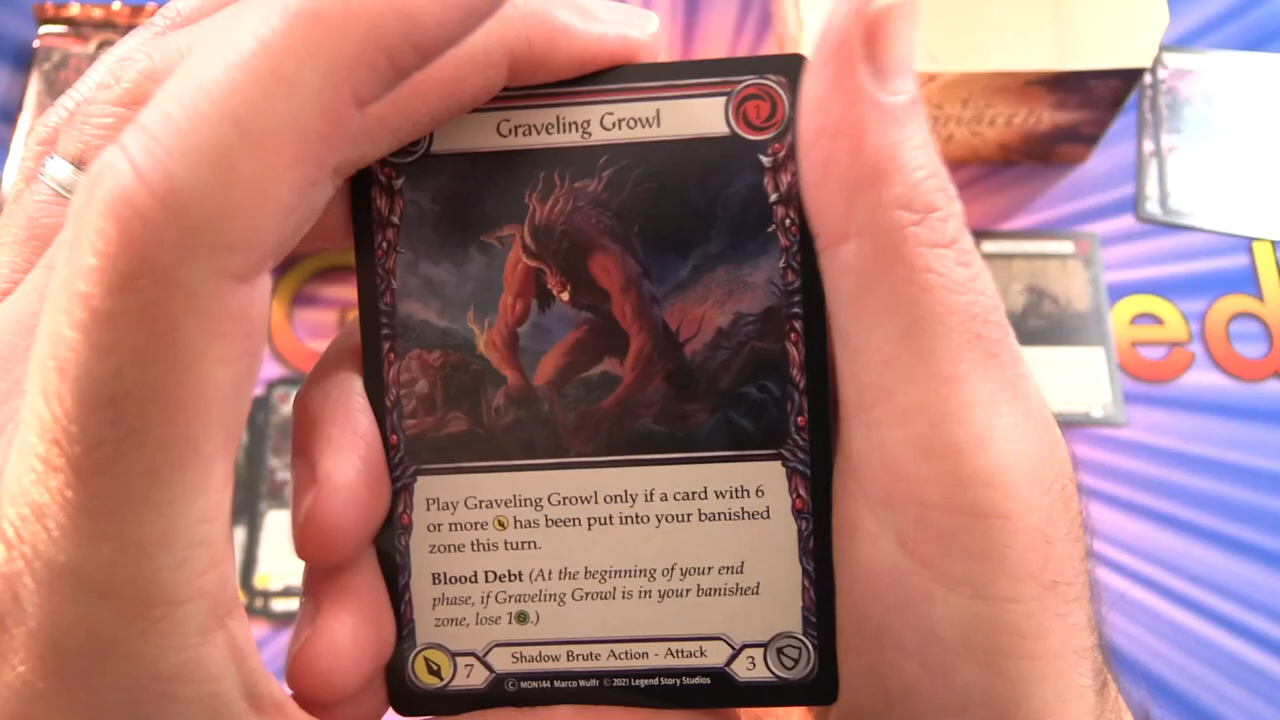 Graveling Growl
1
Play Graveling Growl only if a card with 6
or more has been put into your banished
zone this turn.
Blood Debt (At the beginning of your end
phase, if Graveling Growl is in your banished
zone, lose 1.)
7
Shadow Brute Action - Attack
3
C MON144 Marco Wulfr © 2021 Legend Story Studios
ed